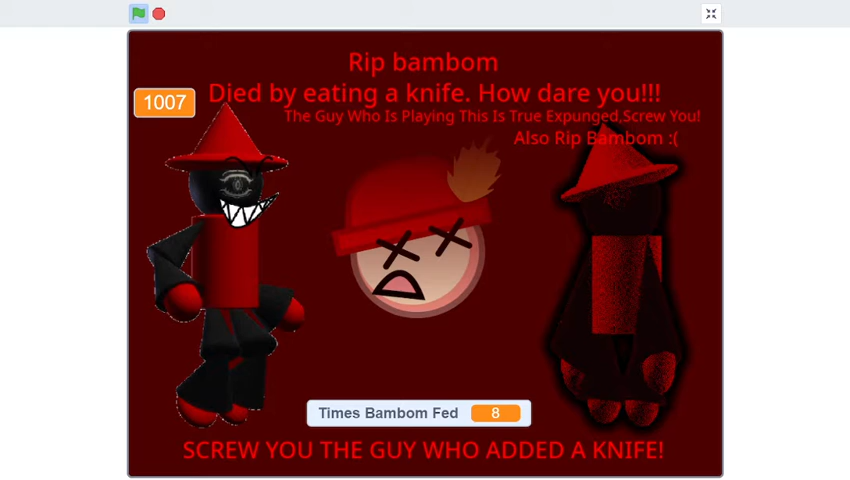 Rip bambom
Died by eating a knife. How dare you!!!
1007
The Guy Who Is Playing This Is True Expunged,Screw You!
Also Rip Bambom :(
Times Bambom Fed 8
SCREW YOU THE GUY WHO ADDED A KNIFE!